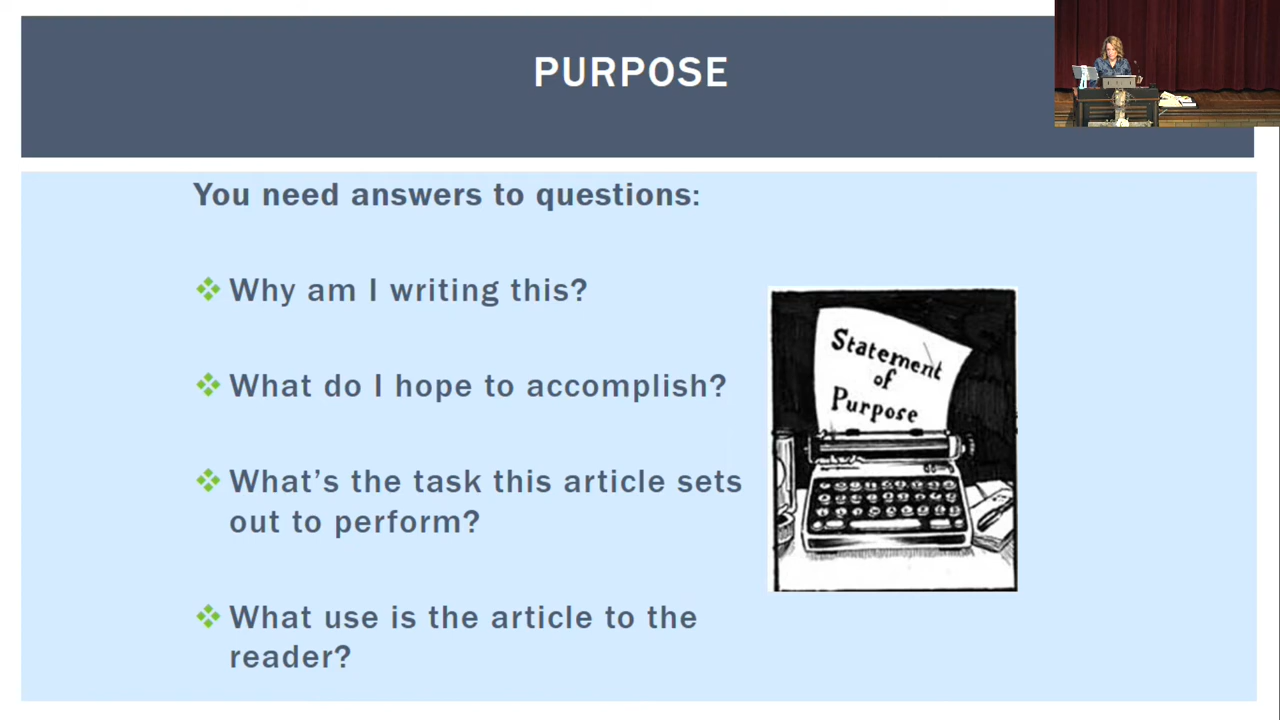 PURPOSE
You need answers to questions:
Why am I writing this?
What do I hope to accomplish?
What's the task this article sets
out to perform?
What use is the article to the
reader?
Statement
of
Purpose